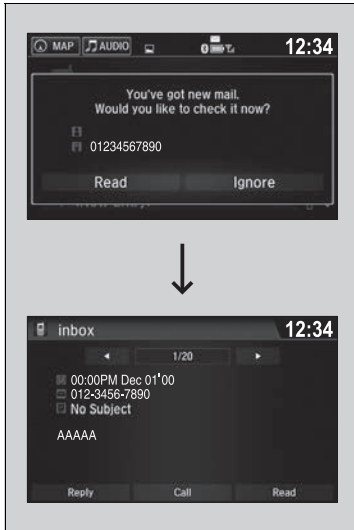 MAP AUDIO 12:34
You've got new mail.
Would you like to check it now?
01234567890
Read Ignore
inbox 12:34
1/20
00:00PM Dec 01'00
012-3456-7890
No Subject
AAAAA
Reply Call Read